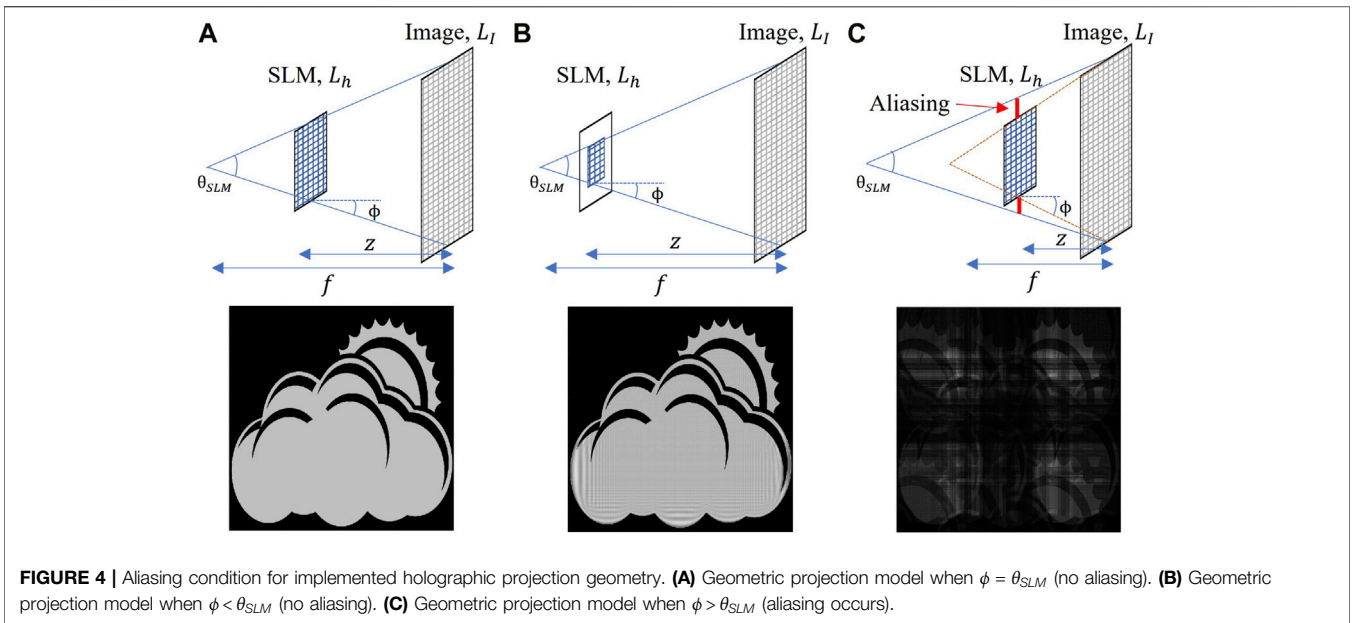 A
Image, L_I
SLM, L_h
θ_SLM
ϕ
z
f
B
Image, L_I
SLM, L_h
θ_SLM
ϕ
z
f
C
Image, L_I
SLM, L_h
Aliasing
θ_SLM
ϕ
z
f
FIGURE 4 | Aliasing condition for implemented holographic projection geometry. (A) Geometric projection model when ϕ = θ_SLM (no aliasing). (B) Geometric
projection model when ϕ < θ_SLM (no aliasing). (C) Geometric projection model when ϕ > θ_SLM (aliasing occurs).